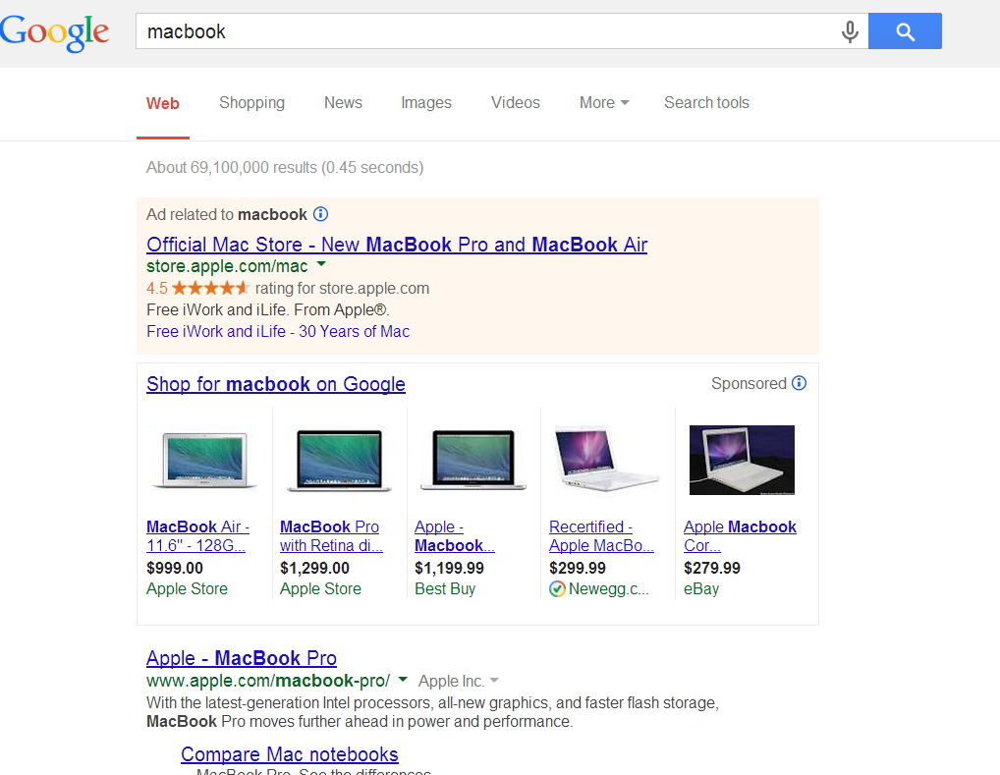 Google
macbook
Web Shopping News Images Videos More Search tools
About 69,100,000 results (0.45 seconds)
Ad related to macbook
Official Mac Store - New MacBook Pro and MacBook Air
store.apple.com/mac
4.5 rating for store.apple.com
Free iWork and iLife. From Apple®.
Free iWork and iLife - 30 Years of Mac
Shop for macbook on Google
Sponsored
MacBook Air -
11.6" - 128G...
$999.00
Apple Store
MacBook Pro
with Retina di...
$1,299.00
Apple Store
Apple -
Macbook...
$1,199.99
Best Buy
Recertified -
Apple MacBo...
$299.99
Newegg.c...
Apple Macbook
Cor...
$279.99
eBay
Apple - MacBook Pro
www.apple.com/macbook-pro/ Apple Inc.
With the latest-generation Intel processors, all-new graphics, and faster flash storage,
MacBook Pro moves further ahead in power and performance.
Compare Mac notebooks
MacBook Pro. See the differences